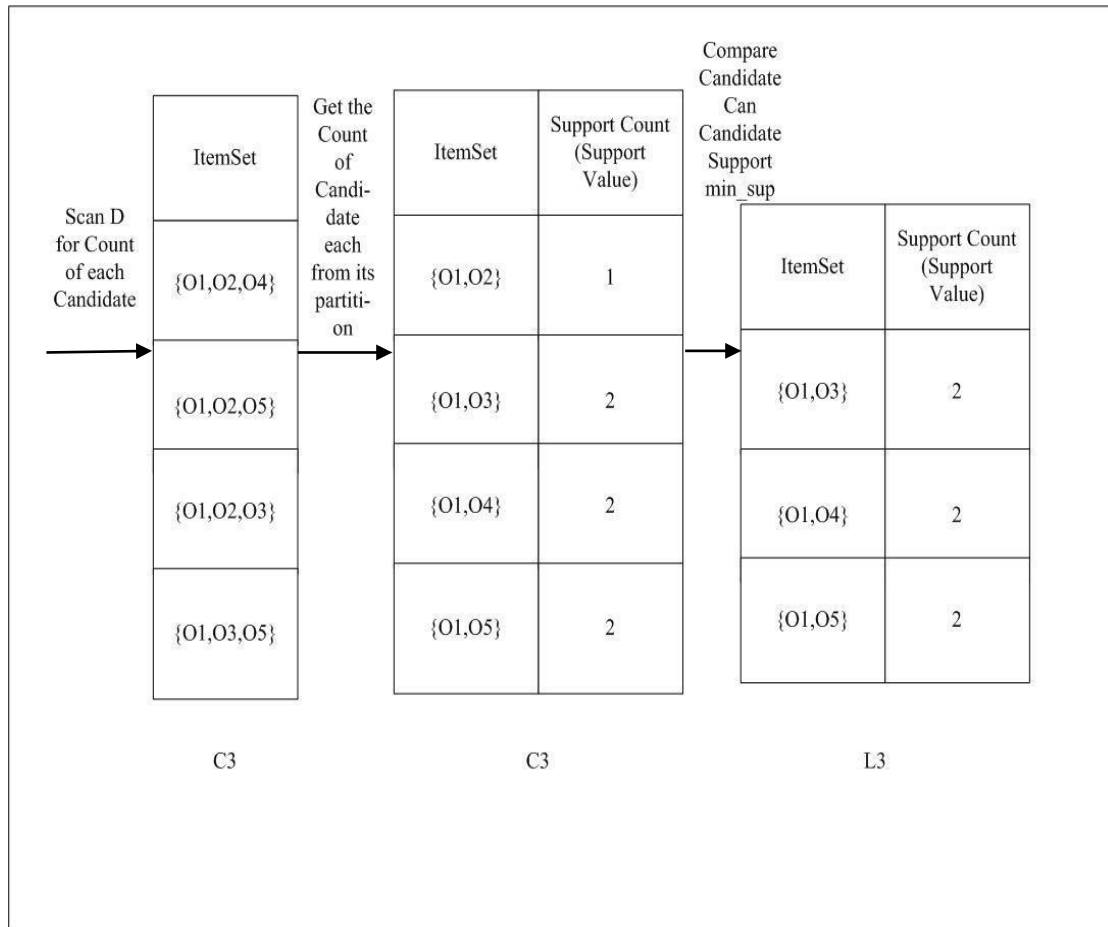 Scan D
for Count
of each
Candidate
ItemSet
{O1,O2,O4}
{O1,O2,O5}
{O1,O2,O3}
{O1,O3,O5}
C3
Get the
Count
of
Candi-
date
each
from its
partiti-
on
ItemSet
Support Count
(Support
Value)
{O1,O2}
1
{O1,O3}
2
{O1,O4}
2
{O1,O5}
2
C3
Compare
Candidate
Can
Candidate
Support
min_sup
ItemSet
Support Count
(Support
Value)
{O1,O3}
2
{O1,O4}
2
{O1,O5}
2
L3